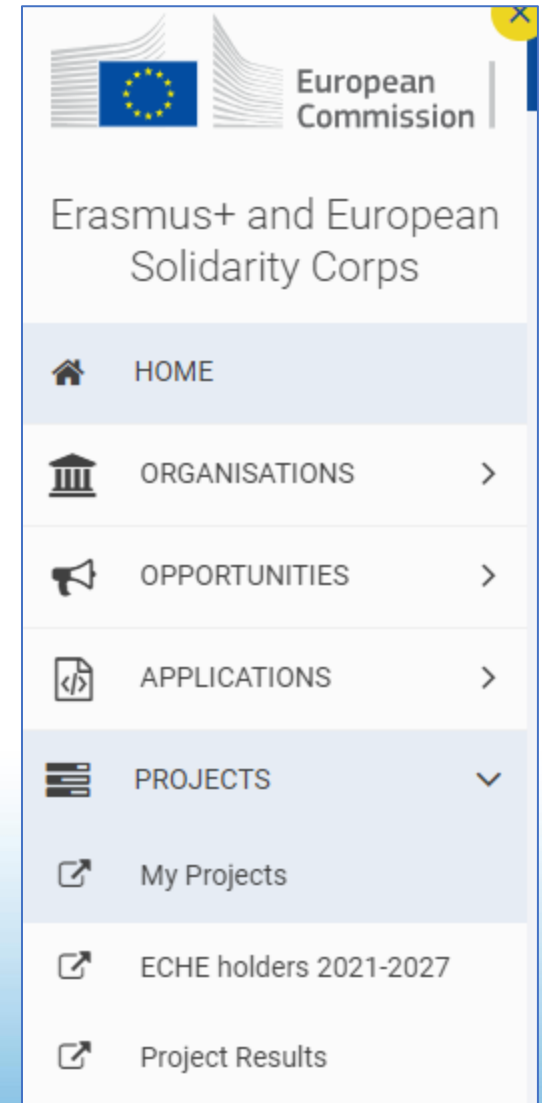 European
Commission
Erasmus+ and European
Solidarity Corps
HOME
ORGANISATIONS
OPPORTUNITIES
APPLICATIONS
PROJECTS
My Projects
ECHE holders 2021-2027
Project Results